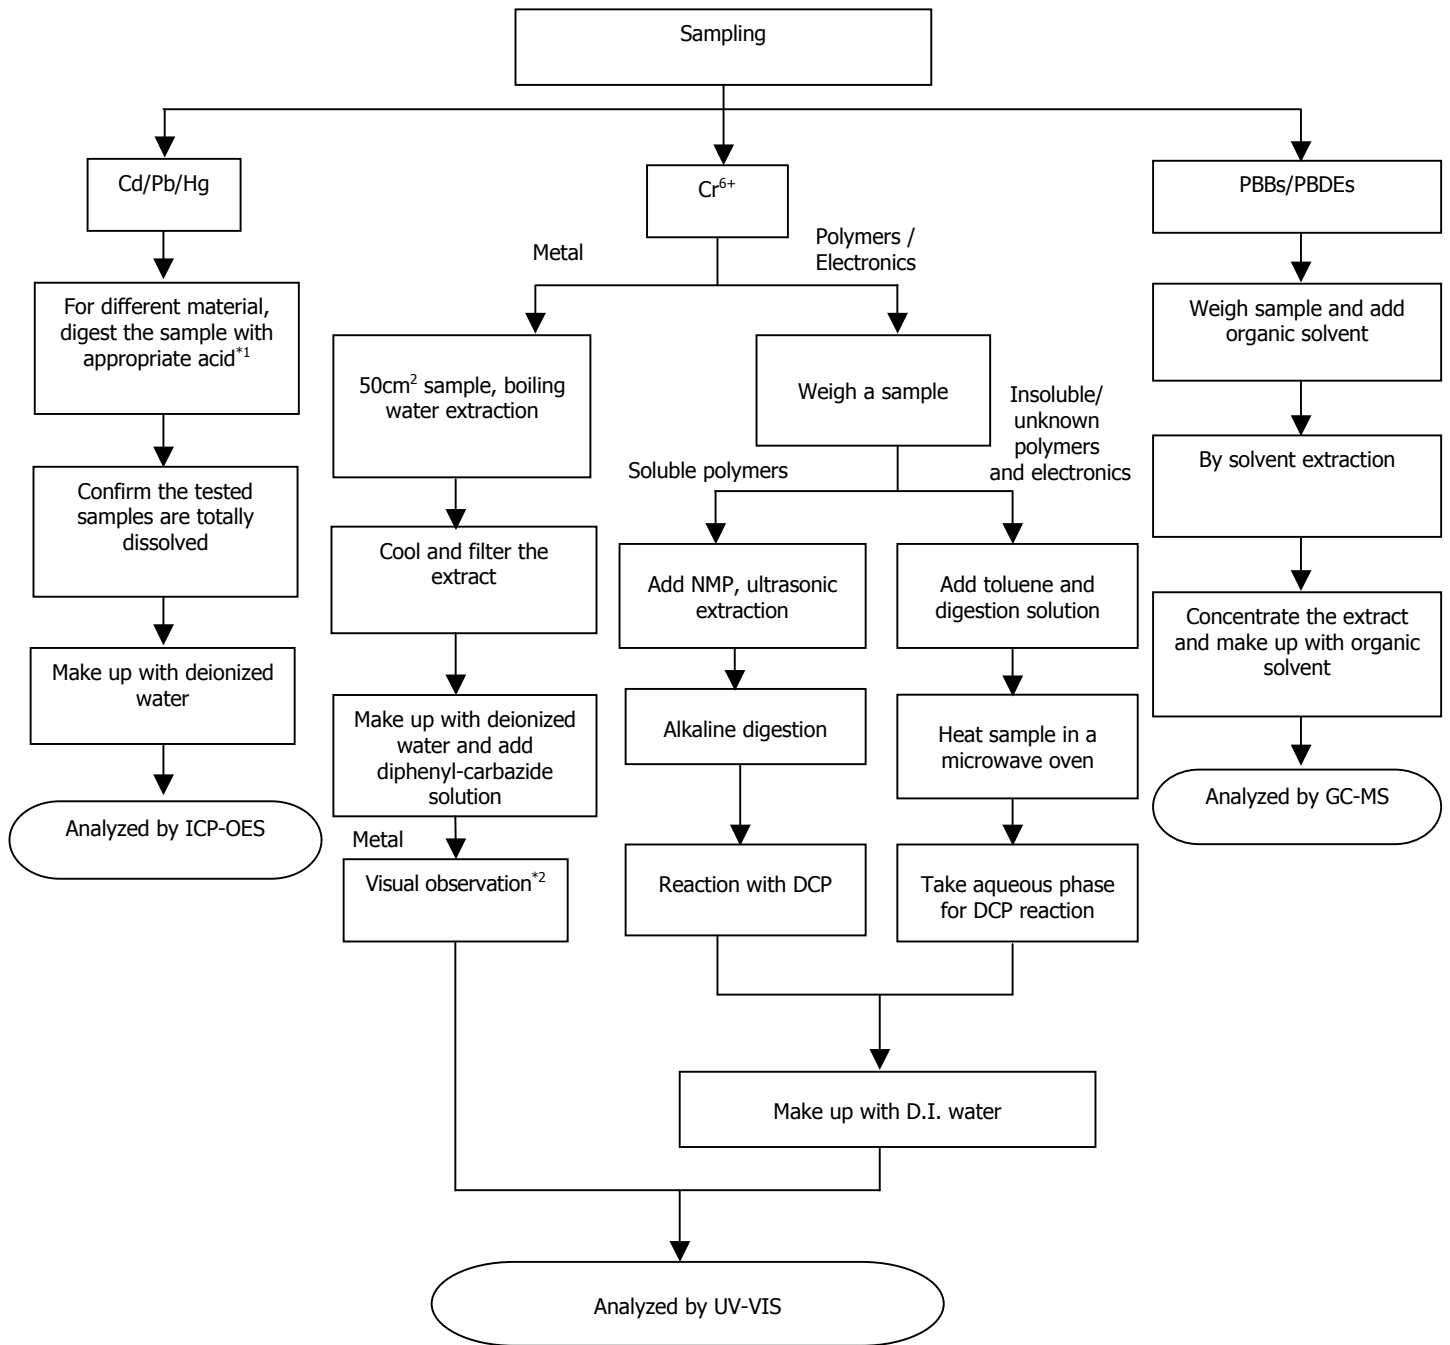 Sampling
Cd/Pb/Hg
Cr⁶⁺
PBBs/PBDEs
Metal
Polymers /
Electronics
For different material,
digest the sample with
appropriate acid*¹
50cm² sample, boiling
water extraction
Weigh a sample
Weigh sample and add
organic solvent
Soluble polymers
Insoluble/
unknown
polymers
and electronics
Confirm the tested
samples are totally
dissolved
Cool and filter the
extract
Add NMP, ultrasonic
extraction
Add toluene and
digestion solution
By solvent extraction
Make up with deionized
water
Make up with deionized
water and add
diphenyl-carbazide
solution
Alkaline digestion
Heat sample in a
microwave oven
Concentrate the extract
and make up with organic
solvent
Analyzed by ICP-OES
Metal
Visual observation*²
Reaction with DCP
Take aqueous phase
for DCP reaction
Analyzed by GC-MS
Make up with D.I. water
Analyzed by UV-VIS